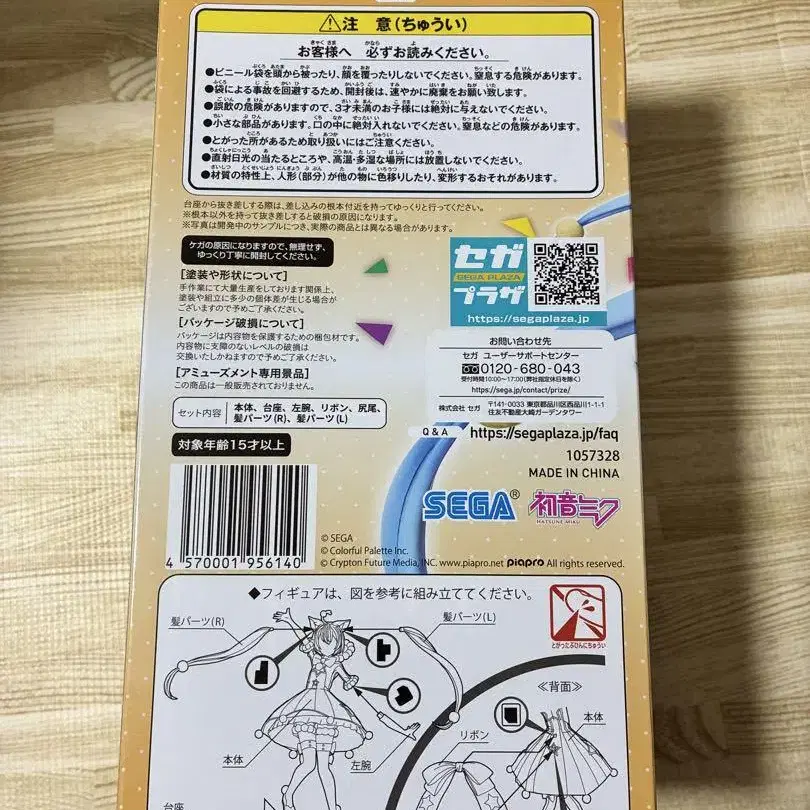 ⚠注 意(ちゅうい)
お客様へ 必ずお読みください。
●ビニール袋を頭から被ったり、顔を覆ったりしないでください。窒息する危険があります。
●袋による事故を回避するため、開封後は、速やかに廃棄をお願い致します。
●誤飲の危険がありますので、3才未満のお子様には絶対に与えないでください。
●小さな部品があります。口の中に絶対入れないでください。窒息などの危険があります。
●とがった所があるため取り扱いにはご注意ください。
●直射日光の当たるところや、高温・多湿な場所には放置しないでください。
●材質の特性上、人形(部分)が他の物に色移りしたり、変形するおそれがあります。
台座から抜き差しする際は、差し込みの根本付近を持ってゆっくりと行ってください。
※根本以外を持って抜き差しすると破損の原因になります。
※写真は開発中のサンプルにつき、実際の商品とは異なる場合があります。
ケガの原因になりますので、無理せず、
ゆっくり丁寧に開封してください。
[塗装や形状について]
手作業にて大量生産をしております関係上、
塗装や組立に多少の個体差が生じる場合が
ございますので予めご了承ください。
[パッケージ破損について]
パッケージは内容物を保護するための梱包材です。
内容物に支障のないレベルの破損は
交換いたしかねますので予めご了承ください。
[アミューズメント専用景品]
この商品は一般販売されておりません。
セット内容 本体、台座、左腕、リボン、尻尾、
髪パーツ(R)、髪パーツ(L)
対象年齢15才以上
セガ
SEGA PLAZA
プラザ
https://segaplaza.jp
お問い合わせ先
セガ ユーザーサポートセンター
0120-680-043
受付時間10:00~17:00(弊社指定休日を除く)
https://sega.jp/contact/prize/
株式会社 セガ 〒141-0033 東京都品川区西品川1-1-1
住友不動産大崎ガーデンタワー
Q & A https://segaplaza.jp/faq
1057328
MADE IN CHINA
SEGA®
初音ミク
HATSUNE MIKU
4 570001 956140
© SEGA
© Colorful Palette Inc.
© Crypton Future Media, INC. www.piapro.net piapro All rights reserved.
◆フィギュアは、図を参考に組み立ててください。
髪パーツ(R)
髪パーツ(L)
とがったぶひんにちゅうい
≪背面≫
本体
リボン
本体
左腕
台座